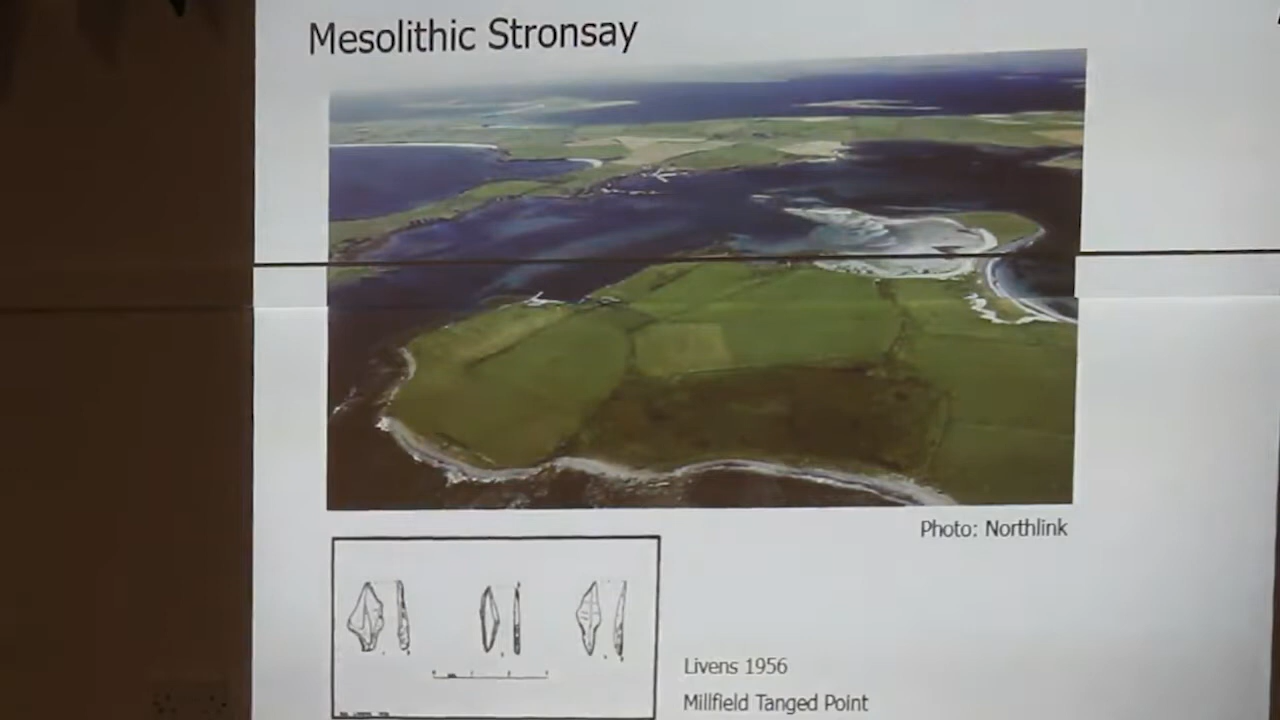 Mesolithic Stronsay
Photo: Northlink
Livens 1956
Millfield Tanged Point